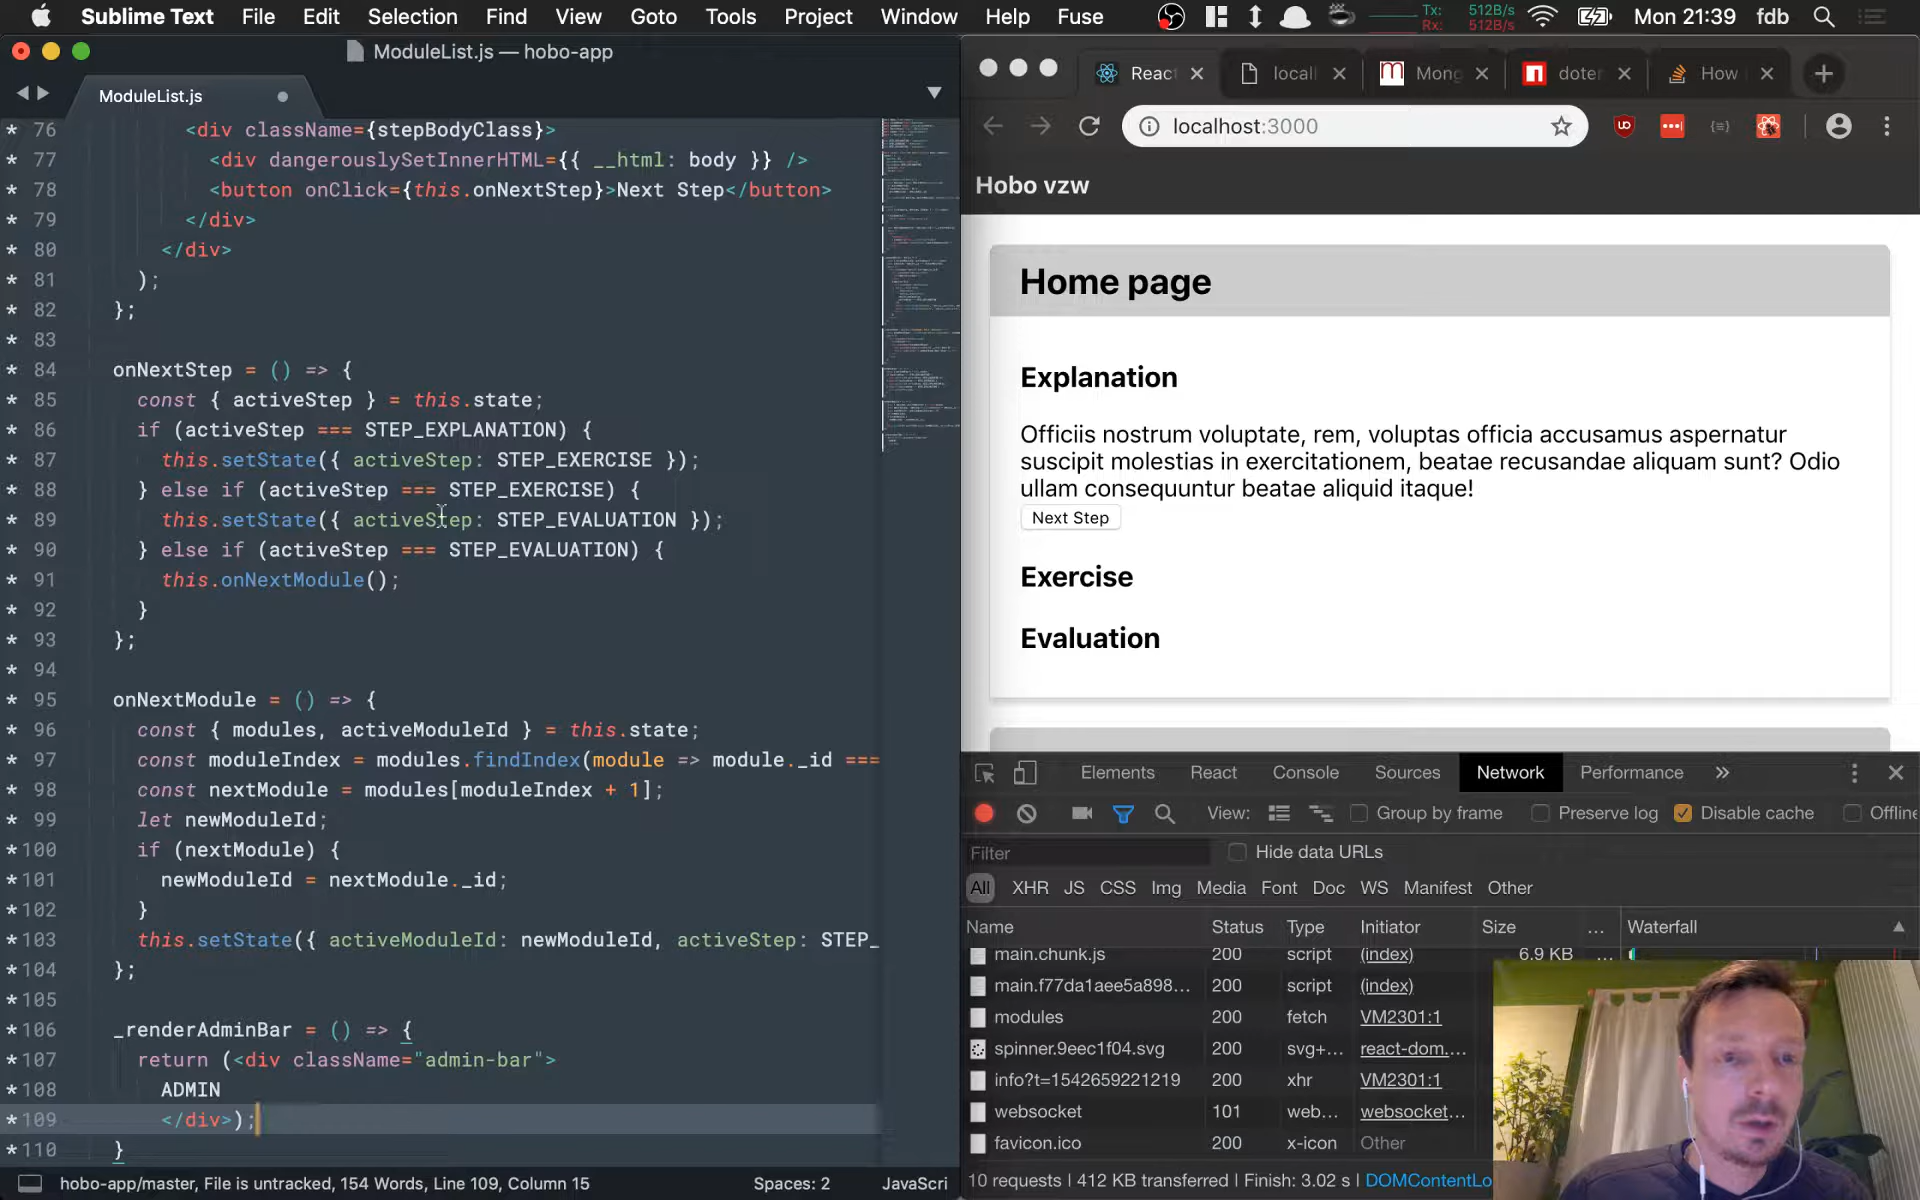 Sublime Text File Edit Selection Find View Goto Tools Project Window Help Fuse Tx: 512B/s Rx: 512B/s Mon 21:39 fdb
ModuleList.js — hobo-app
ModuleList.js
* 76 <div className={stepBodyClass}>
* 77 <div dangerouslySetInnerHTML={{ __html: body }} />
* 78 <button onClick={this.onNextStep}>Next Step</button>
* 79 </div>
* 80 </div>
* 81 );
* 82 };
* 83
* 84 onNextStep = () => {
* 85 const { activeStep } = this.state;
* 86 if (activeStep === STEP_EXPLANATION) {
* 87 this.setState({ activeStep: STEP_EXERCISE });
* 88 } else if (activeStep === STEP_EXERCISE) {
* 89 this.setState({ activeStep: STEP_EVALUATION });
* 90 } else if (activeStep === STEP_EVALUATION) {
* 91 this.onNextModule();
* 92 }
* 93 };
* 94
* 95 onNextModule = () => {
* 96 const { modules, activeModuleId } = this.state;
* 97 const moduleIndex = modules.findIndex(module => module._id ===
* 98 const nextModule = modules[moduleIndex + 1];
* 99 let newModuleId;
*100 if (nextModule) {
*101 newModuleId = nextModule._id;
*102 }
*103 this.setState({ activeModuleId: newModuleId, activeStep: STEP_
*104 };
*105
*106 _renderAdminBar = () => {
*107 return (<div className="admin-bar">
*108 ADMIN
*109 </div>);
*110 }
hobo-app/master, File is untracked, 154 Words, Line 109, Column 15 Spaces: 2 JavaScri
React locall Mong doten How
localhost:3000
Hobo vzw
Home page
Explanation
Officiis nostrum voluptate, rem, voluptas officia accusamus aspernatur
suscipit molestias in exercitationem, beatae recusandae aliquam sunt? Odio
ullam consequuntur beatae aliquid itaque!
Next Step
Exercise
Evaluation
Elements React Console Sources Network Performance »
View: Group by frame Preserve log Disable cache Offline
Filter Hide data URLs
All XHR JS CSS Img Media Font Doc WS Manifest Other
Name Status Type Initiator Size ... Waterfall
main.chunk.js 200 script (index) 6.9 KB ...
main.f77da1aee5a898... 200 script (index)
modules 200 fetch VM2301:1
spinner.9eec1f04.svg 200 svg+... react-dom....
info?t=1542659221219 200 xhr VM2301:1
websocket 101 web... websocket...
favicon.ico 200 x-icon Other
10 requests | 412 KB transferred | Finish: 3.02 s | DOMContentLo